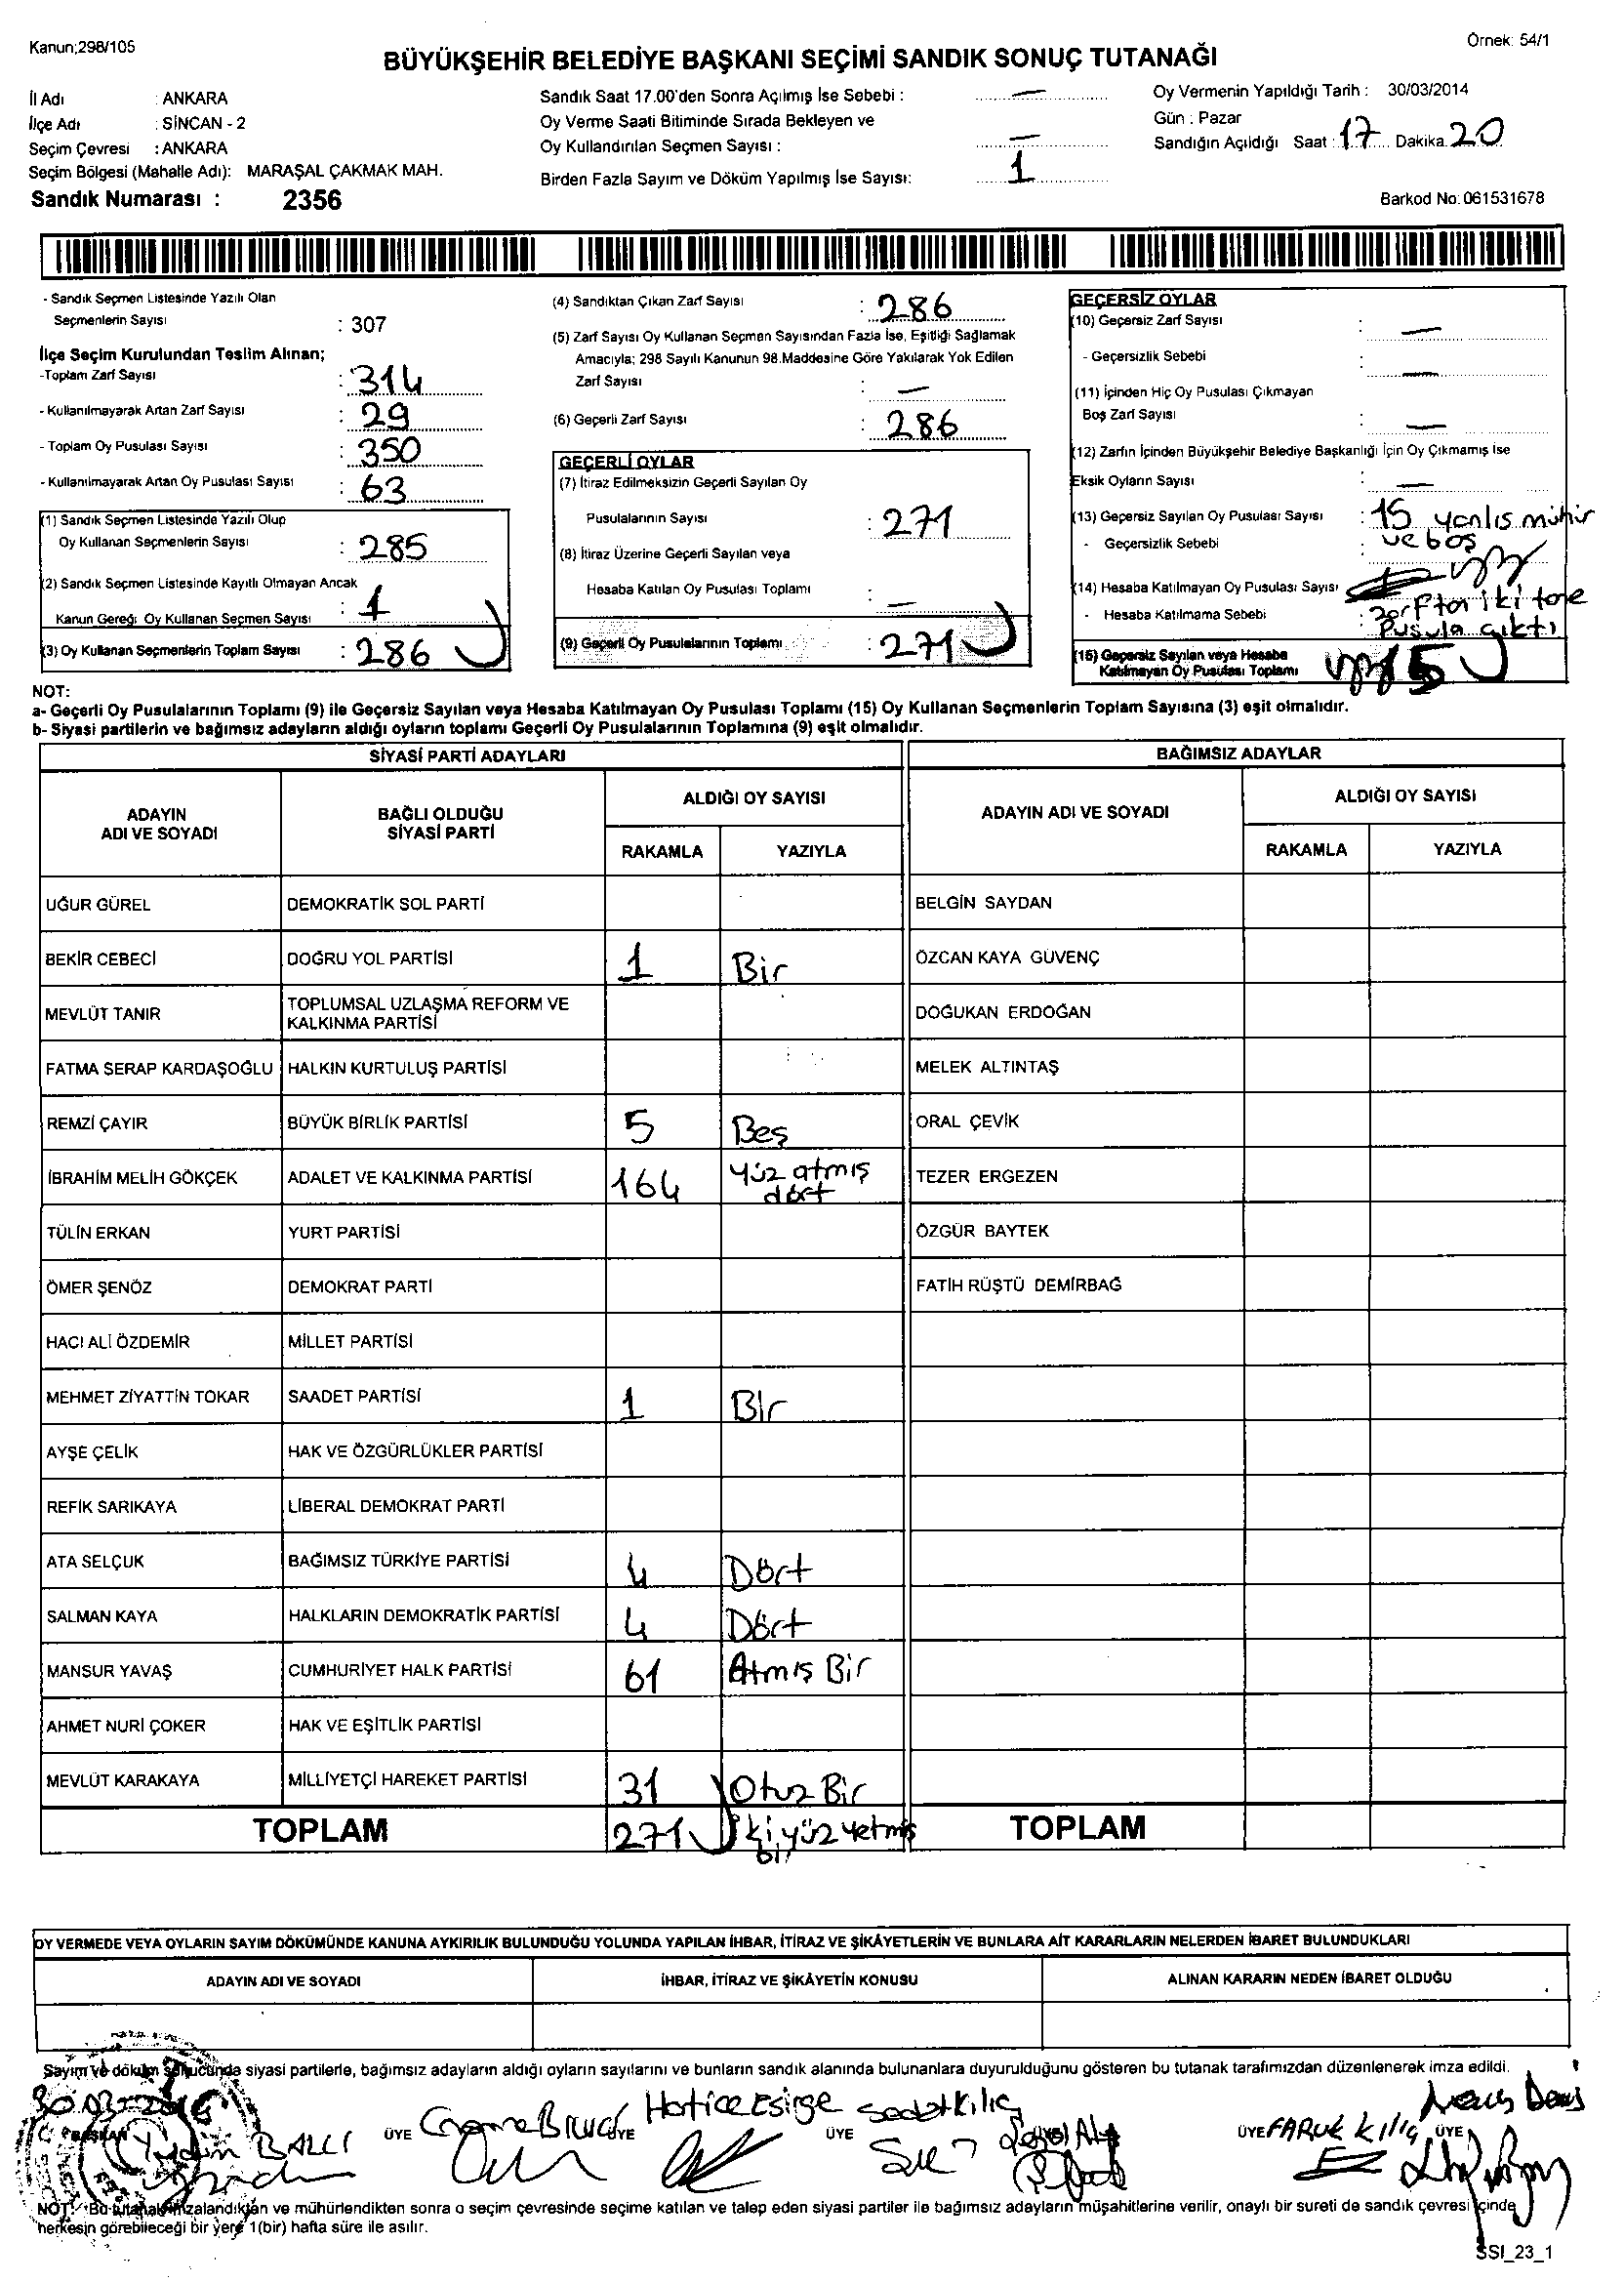 Kanun;298/105
Örnek: 54/1
BÜYÜKŞEHİR BELEDİYE BAŞKANI SEÇİMİ SANDIK SONUÇ TUTANAĞI
İl Adı : ANKARA
İlçe Adı : SİNCAN - 2
Seçim Çevresi : ANKARA
Seçim Bölgesi (Mahalle Adı): MARAŞAL ÇAKMAK MAH.
Sandık Numarası : 2356
Sandık Saat 17.00'den Sonra Açılmış İse Sebebi : —
Oy Verme Saati Bitiminde Sırada Bekleyen ve
Oy Kullandırılan Seçmen Sayısı : —
Birden Fazla Sayım ve Döküm Yapılmış İse Sayısı: 1
Oy Vermenin Yapıldığı Tarih : 30/03/2014
Gün : Pazar
Sandığın Açıldığı Saat : 17 Dakika 20
Barkod No: 061531678
- Sandık Seçmen Listesinde Yazılı Olan
Seçmenlerin Sayısı : 307
İlçe Seçim Kurulundan Teslim Alınan;
-Toplam Zarf Sayısı : 314
- Kullanılmayarak Artan Zarf Sayısı : 29
- Toplam Oy Pusulası Sayısı : 350
- Kullanılmayarak Artan Oy Pusulası Sayısı : 63
(1) Sandık Seçmen Listesinde Yazılı Olup
Oy Kullanan Seçmenlerin Sayısı : 285
(2) Sandık Seçmen Listesinde Kayıtlı Olmayan Ancak
Kanun Gereği Oy Kullanan Seçmen Sayısı : 1
(3) Oy Kullanan Seçmenlerin Toplam Sayısı : 286
(4) Sandıktan Çıkan Zarf Sayısı : 286
(5) Zarf Sayısı Oy Kullanan Seçmen Sayısından Fazla İse, Eşitliği Sağlamak
Amacıyla; 298 Sayılı Kanunun 98.Maddesine Göre Yakılarak Yok Edilen
Zarf Sayısı : —
(6) Geçerli Zarf Sayısı : 286
GEÇERLİ OYLAR
(7) İtiraz Edilmeksizin Geçerli Sayılan Oy
Pusulalarının Sayısı : 271
(8) İtiraz Üzerine Geçerli Sayılan veya
Hesaba Katılan Oy Pusulası Toplamı : —
(9) Geçerli Oy Pusulalarının Toplamı : 271
GEÇERSİZ OYLAR
(10) Geçersiz Zarf Sayısı : —
- Geçersizlik Sebebi : —
(11) İçinden Hiç Oy Pusulası Çıkmayan
Boş Zarf Sayısı : —
(12) Zarfın İçinden Büyükşehir Belediye Başkanlığı İçin Oy Çıkmamış İse
Eksik Oyların Sayısı : —
(13) Geçersiz Sayılan Oy Pusulası Sayısı : 15 yanlış mühür
- Geçersizlik Sebebi : ve boş
(14) Hesaba Katılmayan Oy Pusulası Sayısı
- Hesaba Katılmama Sebebi : zarftan iki tane
pusula çıktı
(15) Geçersiz Sayılan veya Hesaba
Katılmayan Oy Pusulası Toplamı 15
NOT:
a- Geçerli Oy Pusulalarının Toplamı (9) ile Geçersiz Sayılan veya Hesaba Katılmayan Oy Pusulası Toplamı (15) Oy Kullanan Seçmenlerin Toplam Sayısına (3) eşit olmalıdır.
b- Siyasi partilerin ve bağımsız adayların aldığı oyların toplamı Geçerli Oy Pusulalarının Toplamına (9) eşit olmalıdır.
SİYASİ PARTİ ADAYLARI
BAĞIMSIZ ADAYLAR
ADAYIN
ADI VE SOYADI
BAĞLI OLDUĞU
SİYASİ PARTİ
ALDIĞI OY SAYISI
RAKAMLA YAZIYLA
ADAYIN ADI VE SOYADI
ALDIĞI OY SAYISI
RAKAMLA YAZIYLA
UĞUR GÜREL DEMOKRATİK SOL PARTİ BELGİN SAYDAN
BEKİR CEBECİ DOĞRU YOL PARTİSİ 1 Bir ÖZCAN KAYA GÜVENÇ
MEVLÜT TANIR TOPLUMSAL UZLAŞMA REFORM VE
KALKINMA PARTİSİ DOĞUKAN ERDOĞAN
FATMA SERAP KARDAŞOĞLU HALKIN KURTULUŞ PARTİSİ MELEK ALTINTAŞ
REMZİ ÇAYIR BÜYÜK BİRLİK PARTİSİ 5 Beş ORAL ÇEVİK
İBRAHİM MELİH GÖKÇEK ADALET VE KALKINMA PARTİSİ 164 yüz atmış
dört TEZER ERGEZEN
TÜLİN ERKAN YURT PARTİSİ ÖZGÜR BAYTEK
ÖMER ŞENÖZ DEMOKRAT PARTİ FATİH RÜŞTÜ DEMİRBAĞ
HACI ALİ ÖZDEMİR MİLLET PARTİSİ
MEHMET ZİYATTİN TOKAR SAADET PARTİSİ 1 Bir
AYŞE ÇELİK HAK VE ÖZGÜRLÜKLER PARTİSİ
REFİK SARIKAYA LİBERAL DEMOKRAT PARTİ
ATA SELÇUK BAĞIMSIZ TÜRKİYE PARTİSİ 4 Dört
SALMAN KAYA HALKLARIN DEMOKRATİK PARTİSİ 4 Dört
MANSUR YAVAŞ CUMHURİYET HALK PARTİSİ 61 Atmış Bir
AHMET NURİ ÇOKER HAK VE EŞİTLİK PARTİSİ
MEVLÜT KARAKAYA MİLLİYETÇİ HAREKET PARTİSİ 31 Otuz Bir
TOPLAM 271 iki yüz yetmiş
bir TOPLAM
OY VERMEDE VEYA OYLARIN SAYIM DÖKÜMÜNDE KANUNA AYKIRILIK BULUNDUĞU YOLUNDA YAPILAN İHBAR, İTİRAZ VE ŞİKÂYETLERİN VE BUNLARA AİT KARARLARIN NELERDEN İBARET BULUNDUKLARI
ADAYIN ADI VE SOYADI İHBAR, İTİRAZ VE ŞİKÂYETİN KONUSU ALINAN KARARIN NEDEN İBARET OLDUĞU
Sayım ve döküm sonucunda siyasi partilerle, bağımsız adayların aldığı oyların sayılarını ve bunların sandık alanında bulunanlara duyurulduğunu gösteren bu tutanak tarafımızdan düzenlenerek imza edildi.
BAŞKAN BALCI ÜYE Hatice Esirge ÜYE Sedat Kılıç ÜYE ÜYE FARUK Kılıç ÜYE
NOT: Bu tutanak imzalandıktan ve mühürlendikten sonra o seçim çevresinde seçime katılan ve talep eden siyasi partiler ile bağımsız adayların müşahitlerine verilir, onaylı bir sureti de sandık çevresi içinde
herkesin görebileceği bir yere 1(bir) hafta süre ile asılır.
SSI_23_1